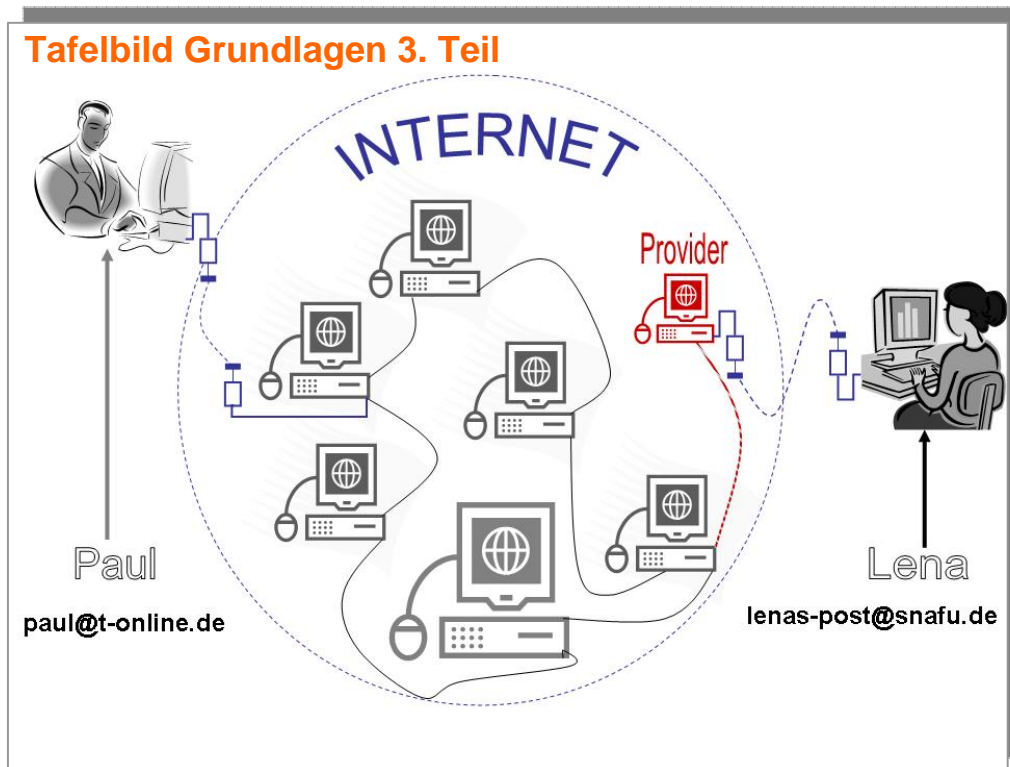 Tafelbild Grundlagen 3. Teil
INTERNET
Provider
Paul
Lena
paul@t-online.de
lenas-post@snafu.de